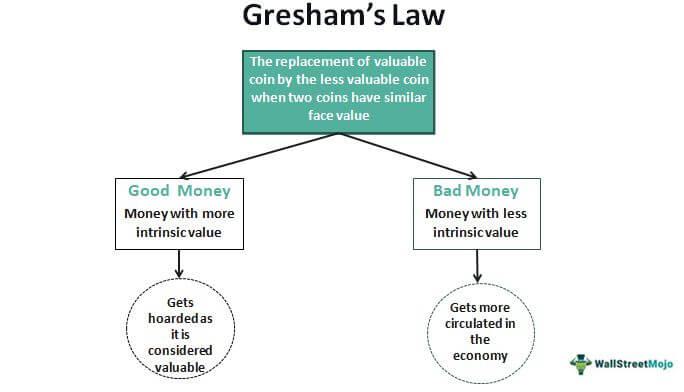 Gresham's Law
The replacement of valuable
coin by the less valuable coin
when two coins have similar
face value
Good Money
Money with more
intrinsic value
Bad Money
Money with less
intrinsic value
Gets
hoarded as
it is
considered
valuable
Gets more
circulated in
the
economy
WallStreetMojo